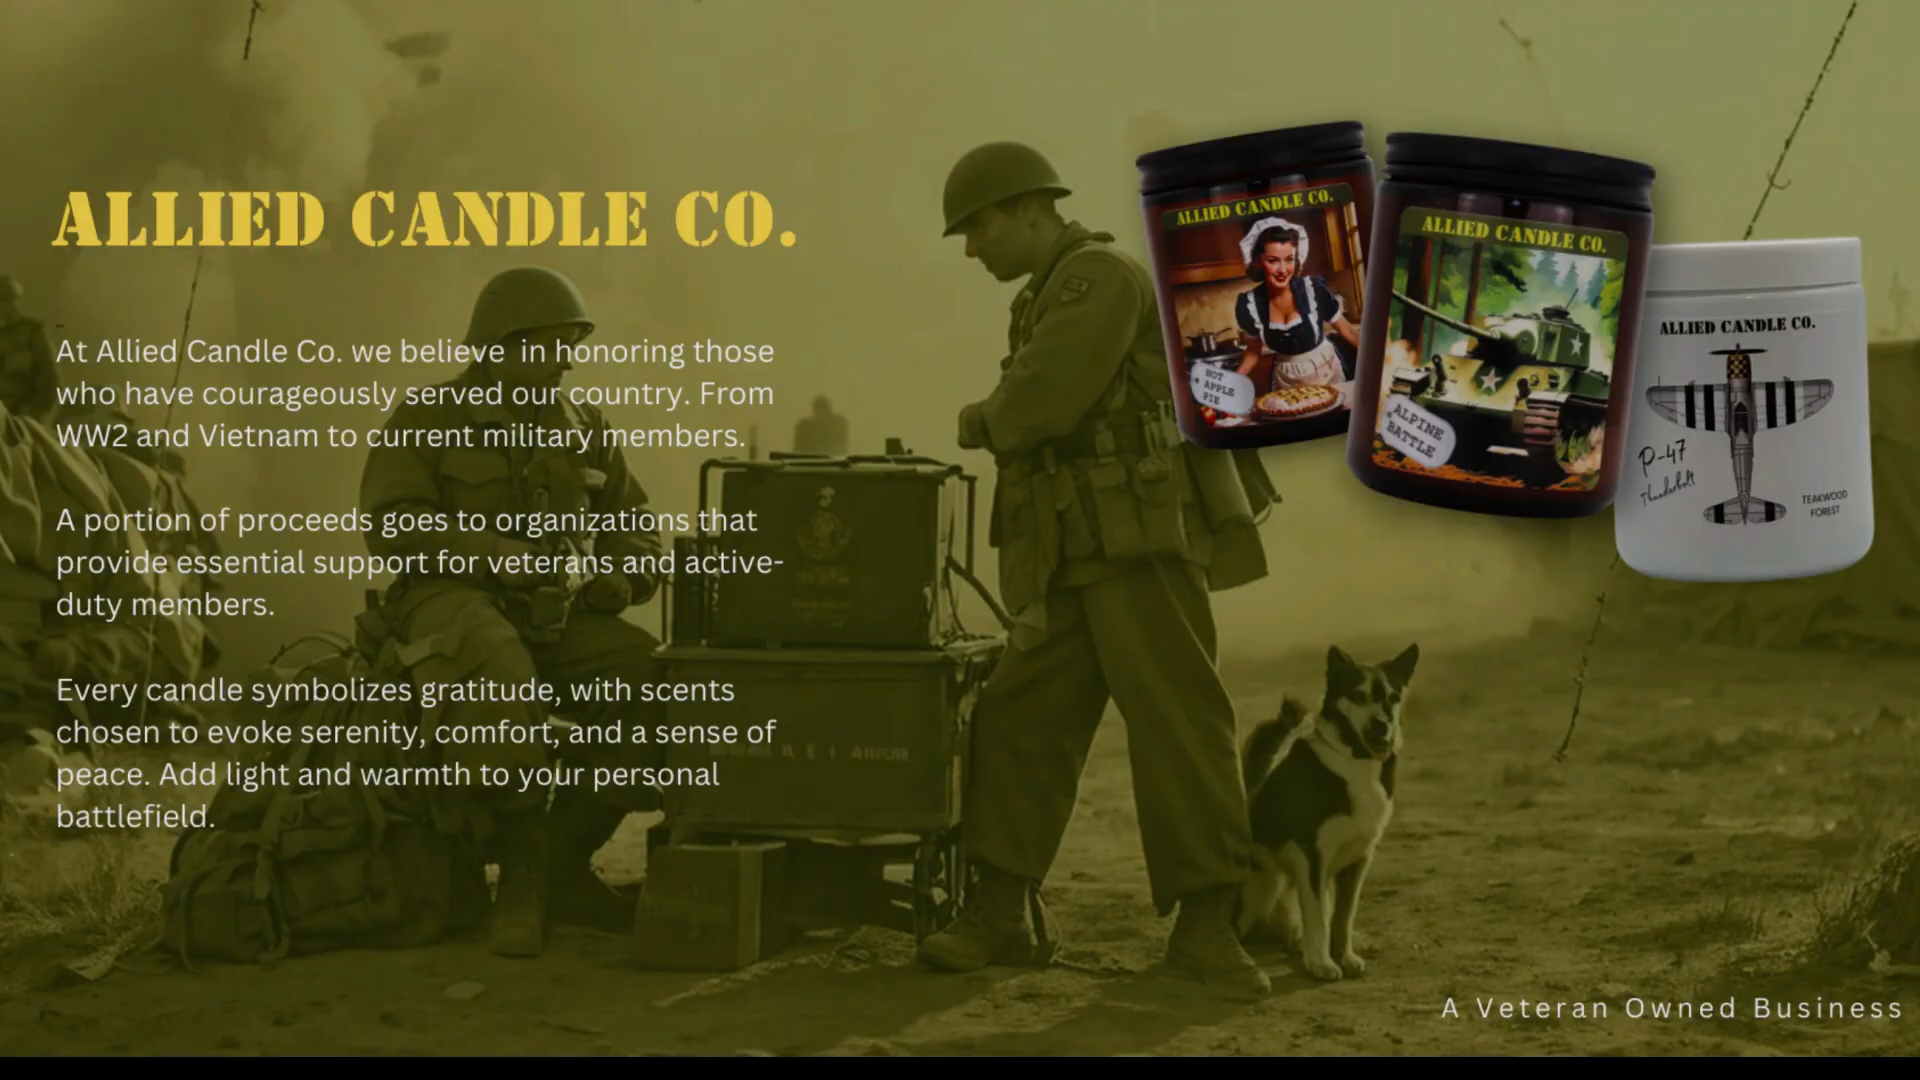 ALLIED CANDLE CO.
At Allied Candle Co. we believe  in honoring those
who have courageously served our country. From
WW2 and Vietnam to current military members.
A portion of proceeds goes to organizations that
provide essential support for veterans and active-
duty members.
Every candle symbolizes gratitude, with scents
chosen to evoke serenity, comfort, and a sense of
peace. Add light and warmth to your personal
battlefield.
ALLIED CANDLE CO.
HOT
APPLE
PIE
ALLIED CANDLE CO.
ALPINE
BATTLE
ALLIED CANDLE CO.
P-47
Thunderbolt
TEAKWOOD
FOREST
A Veteran Owned Business